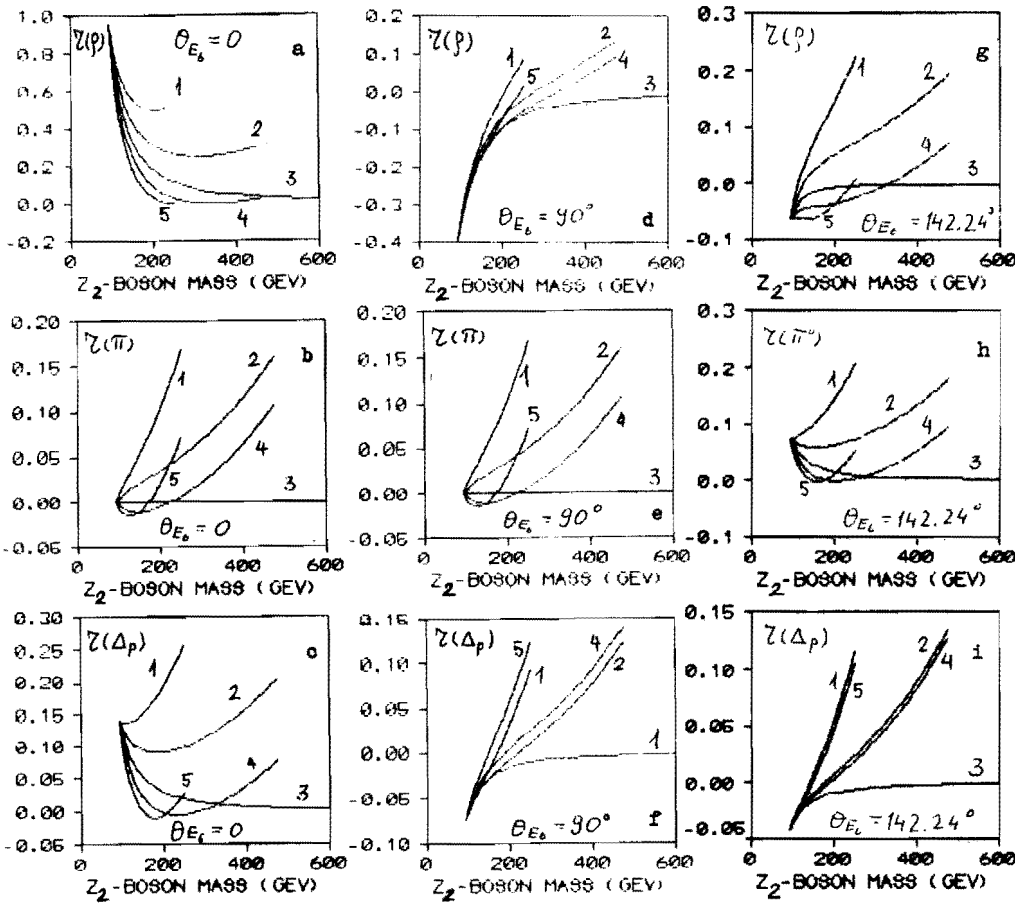 1.0
0.8
0.6
0.4
0.2
0.0
-0.2
τ(ρ)
θE₆ = 0
a
1
2
3
4
5
0 200 400 600
Z₂-BOSON MASS (GEV)
0.2
0.1
0.0
-0.1
-0.2
-0.3
-0.4
τ(ρ)
1
2
5
4
3
θE₆ = 90°
d
0 200 400 600
Z₂-BOSON MASS (GEV)
0.3
0.2
0.1
0.0
-0.1
τ(ρ)
g
1
2
4
3
5
θE₆ = 142.24°
0 200 400 600
Z₂-BOSON MASS (GEV)
0.20
0.15
0.10
0.05
0.00
-0.05
τ(π)
b
1
2
4
5
3
θE₆ = 0
0 200 400 600
Z₂-BOSON MASS (GEV)
0.20
0.15
0.10
0.05
0.00
-0.05
τ(π)
1
2
5
4
3
θE₆ = 90°
e
0 200 400 600
Z₂-BOSON MASS (GEV)
0.3
0.2
0.1
0.0
-0.1
τ(π°)
h
1
2
4
3
5
θE₆ = 142.24°
0 200 400 600
Z₂-BOSON MASS (GEV)
0.30
0.25
0.20
0.15
0.10
0.05
0.00
-0.05
τ(Δp)
c
1
2
5
4
3
θE₆ = 0
0 200 400 600
Z₂-BOSON MASS (GEV)
0.15
0.10
0.05
0.00
-0.05
-0.10
τ(Δp)
5
4
1
2
1
θE₆ = 90°
f
0 200 400 600
Z₂-BOSON MASS (GEV)
0.15
0.10
0.05
0.00
-0.05
τ(Δp)
i
2
1
4
5
3
θE₆ = 142.24°
0 200 400 600
Z₂-BOSON MASS (GEV)